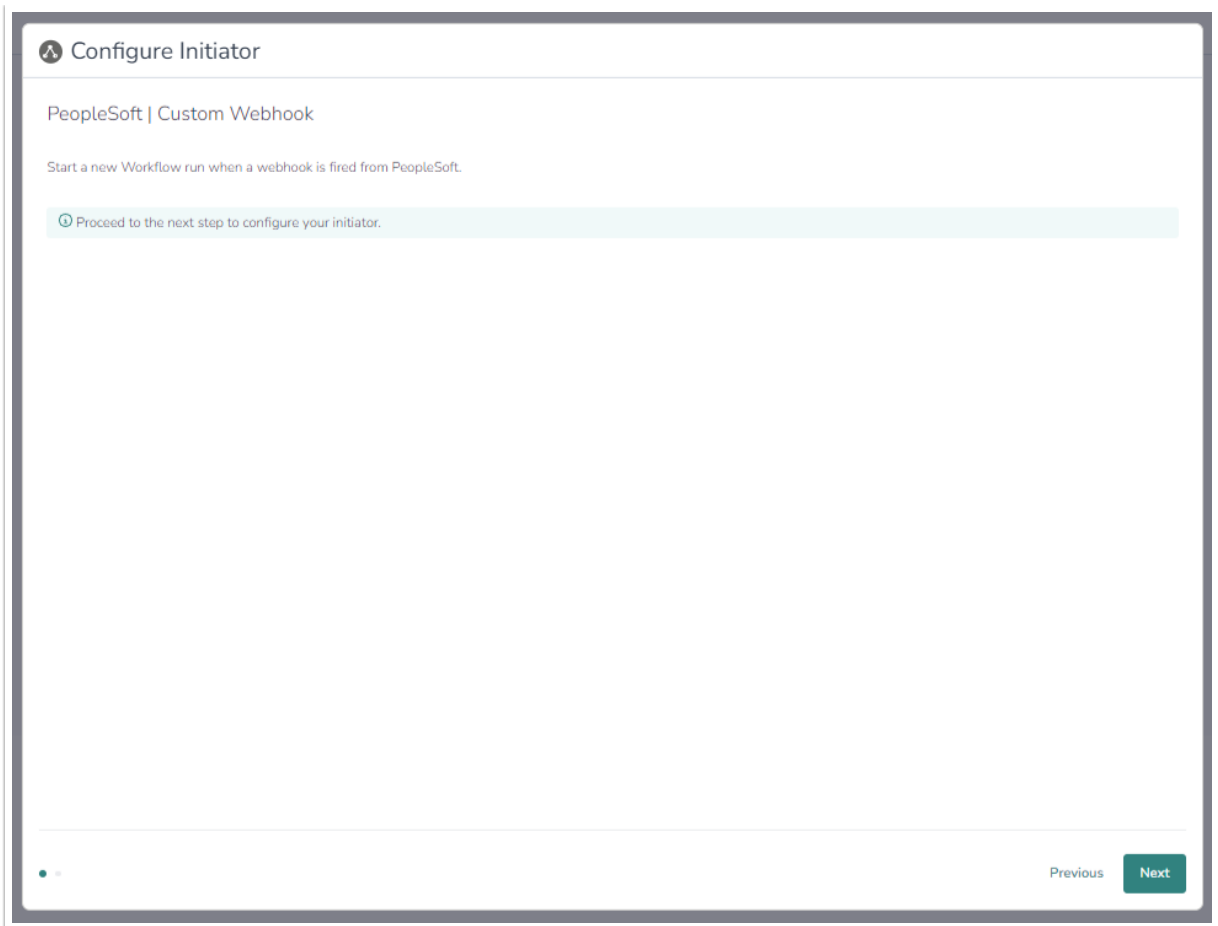 Configure Initiator
PeopleSoft | Custom Webhook
Start a new Workflow run when a webhook is fired from PeopleSoft.
Proceed to the next step to configure your initiator.
Previous Next